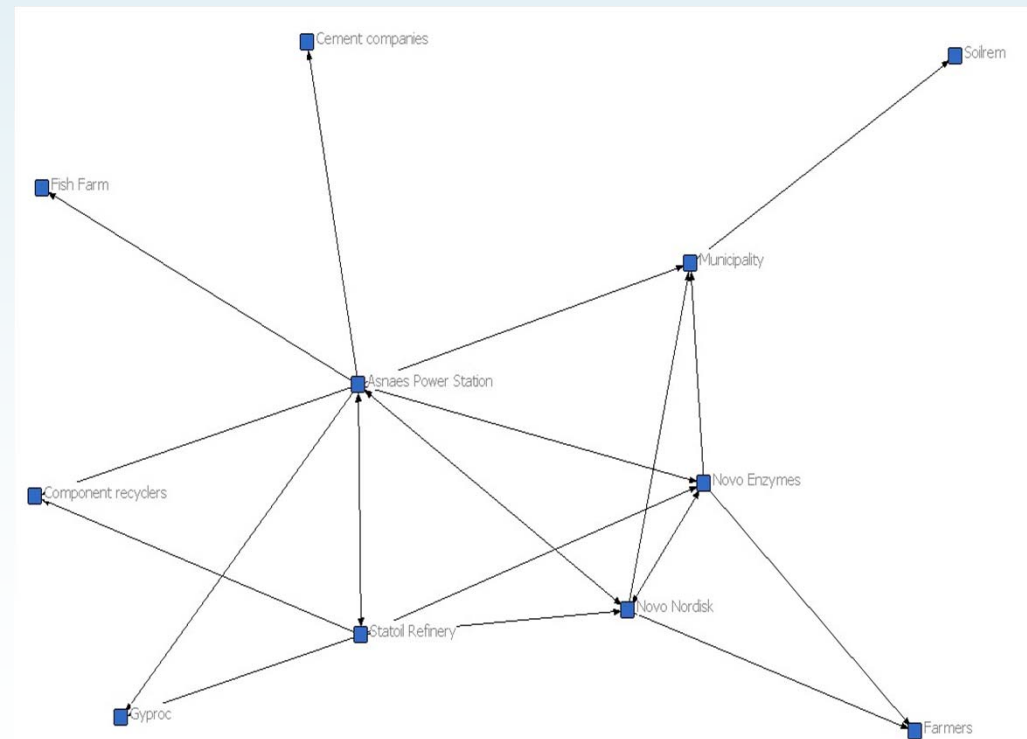 Cement companies
Soilrem
Fish Farm
Municipality
Asnaes Power Station
Novo Enzymes
Component recyclers
Novo Nordisk
Statoil Refinery
Gyproc
Farmers